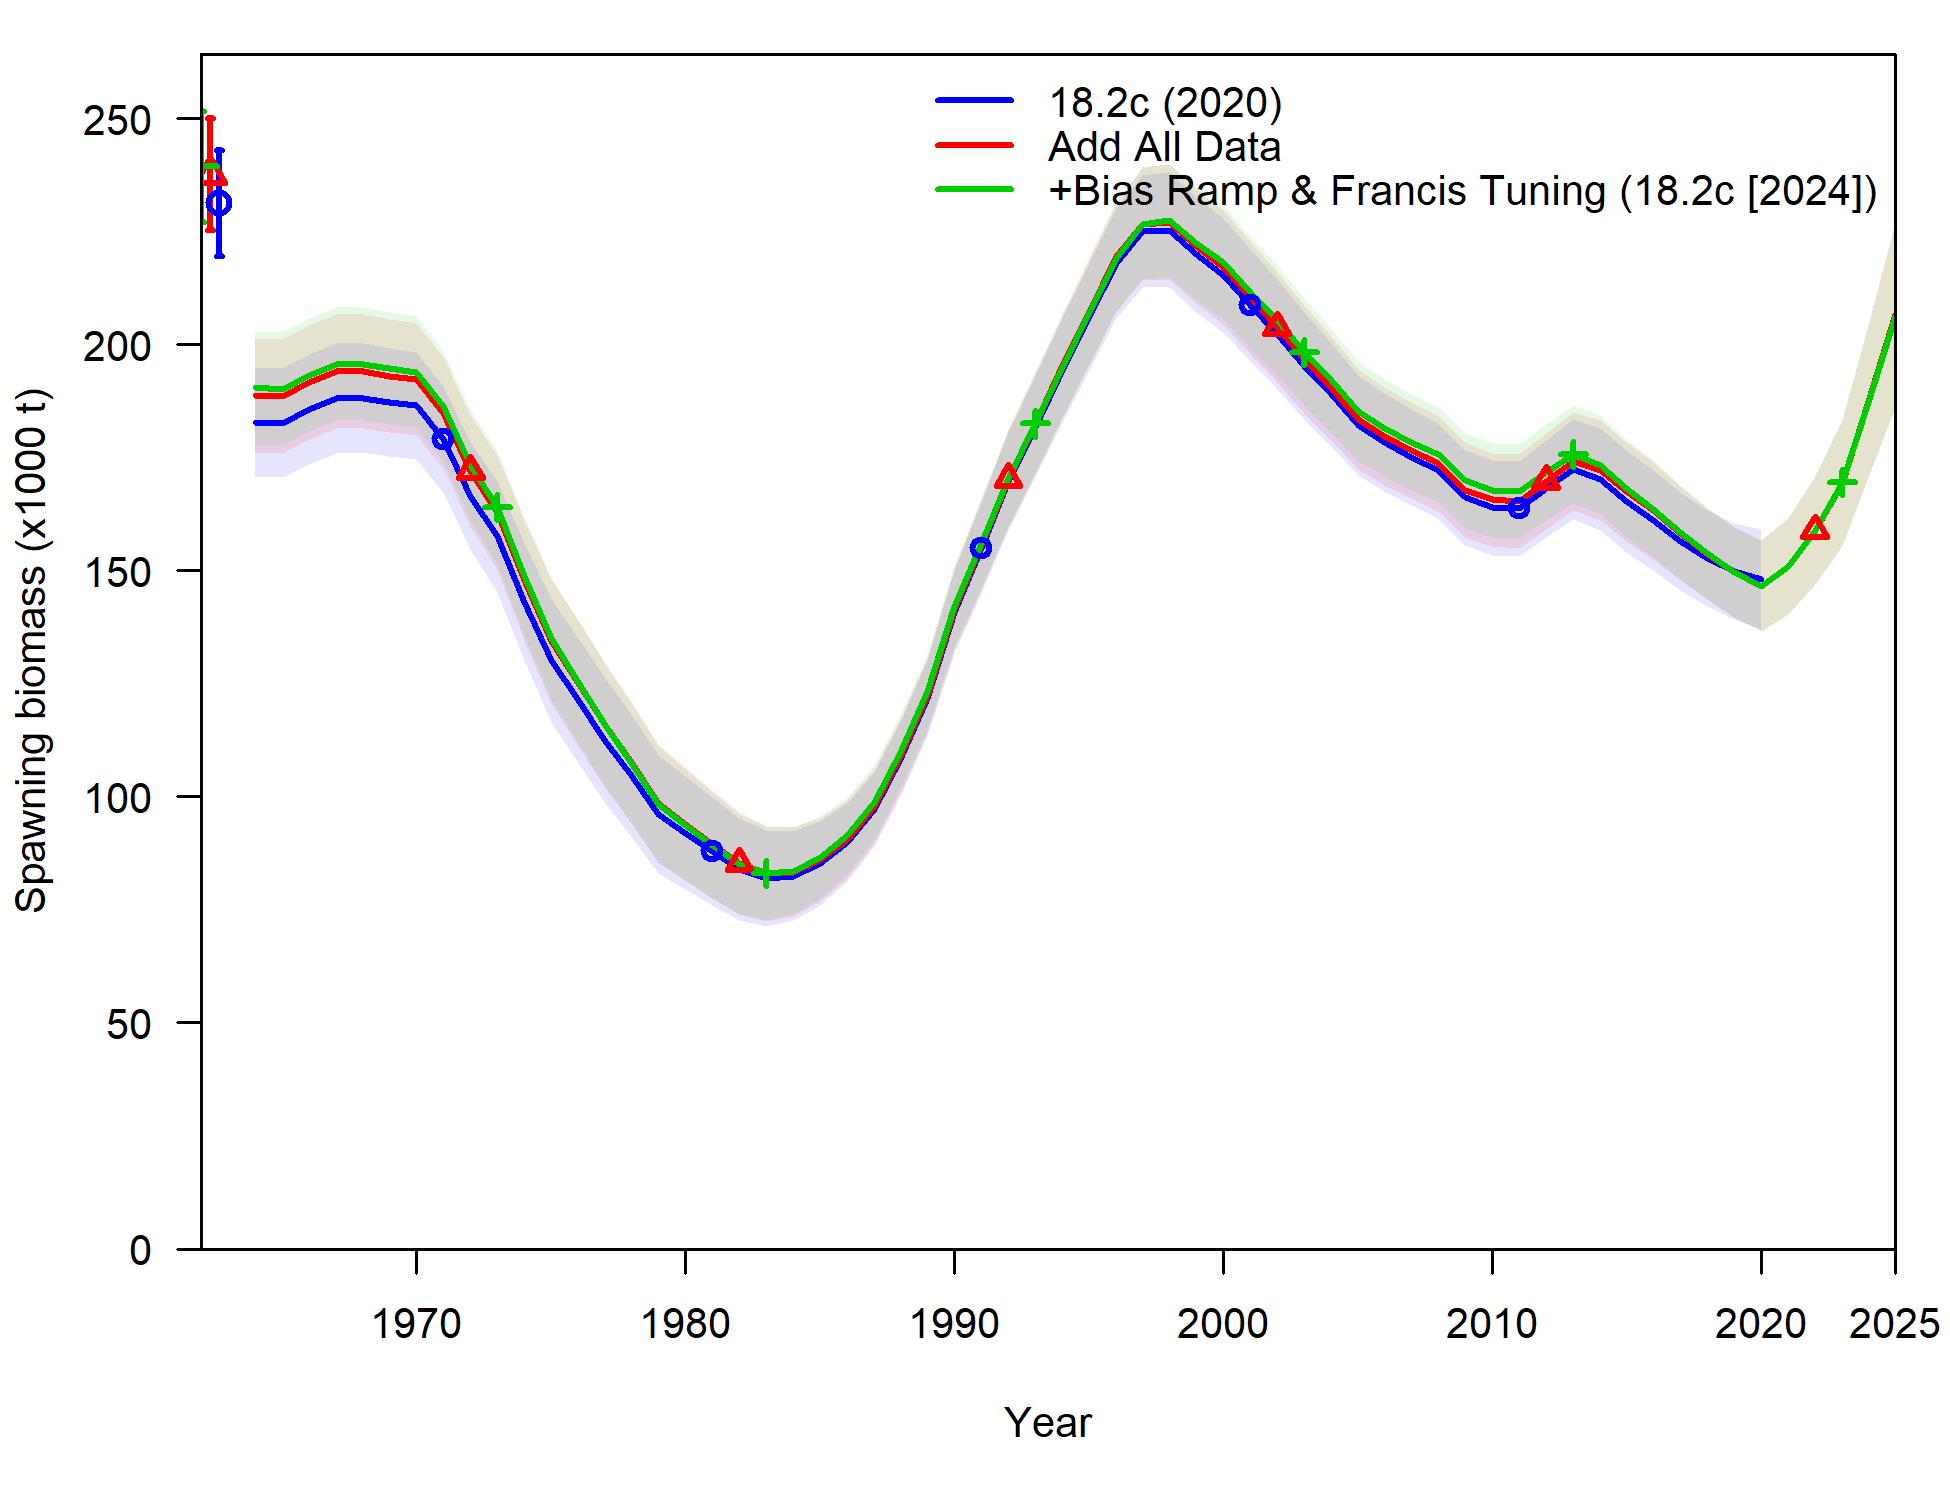 18.2c (2020)
Add All Data
+Bias Ramp & Francis Tuning (18.2c [2024])
Spawning biomass (x1000 t)
250
200
150
100
50
0
1970 1980 1990 2000 2010 2020 2025
Year